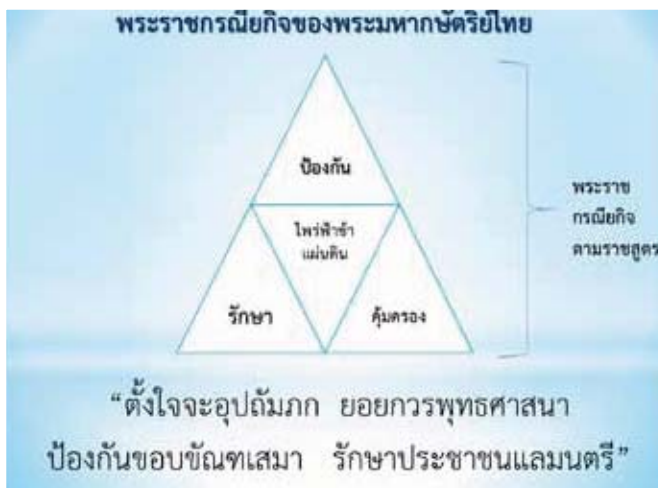 พระราชกรณียกิจของพระมหากษัตริย์ไทย
ป้องกัน
ไพร่ฟ้าข้า
แผ่นดิน
รักษา
คุ้มครอง
พระราช
กรณียกิจ
ตามราชสูตร
“ตั้งใจจะอุปถัมภก ยอยกวรพุทธศาสนา
ป้องกันขอบขัณฑเสมา รักษาประชาชนแลมนตรี”